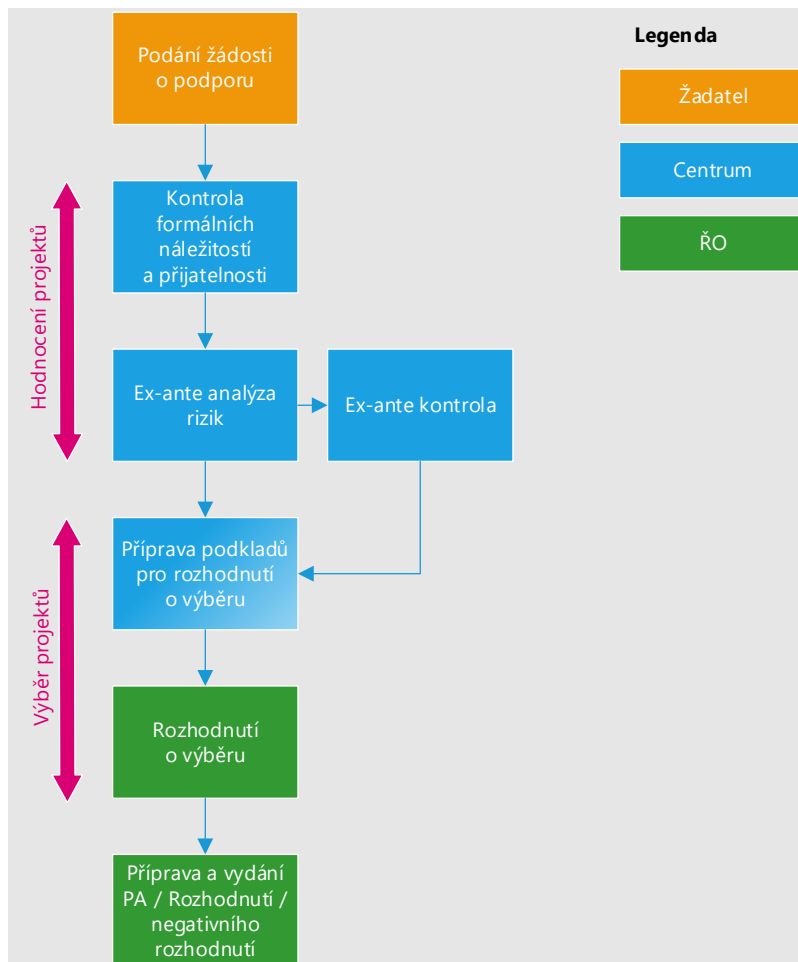 Podání žádosti
o podporu
Legenda
Žadatel
Centrum
ŘO
Hodnocení projektů
Kontrola
formálních
náležitostí
a přijatelnosti
Ex-ante analýza
rizik
Ex-ante kontrola
Výběr projektů
Příprava podkladů
pro rozhodnutí
o výběru
Rozhodnutí
o výběru
Příprava a vydání
PA / Rozhodnutí /
negativního
rozhodnutí